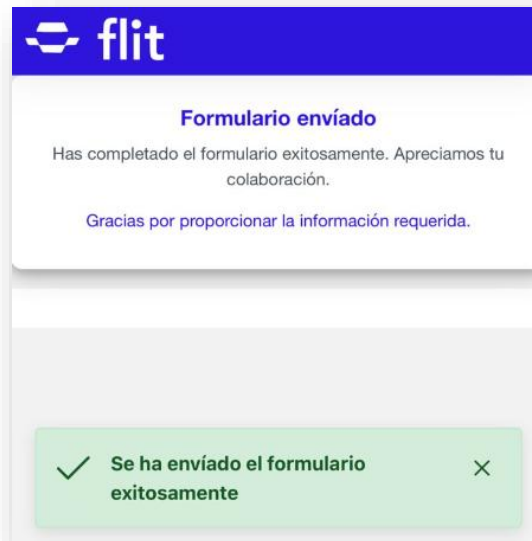 flit
Formulario envíado
Has completado el formulario exitosamente. Apreciamos tu
colaboración.
Gracias por proporcionar la información requerida.
Se ha envíado el formulario
exitosamente